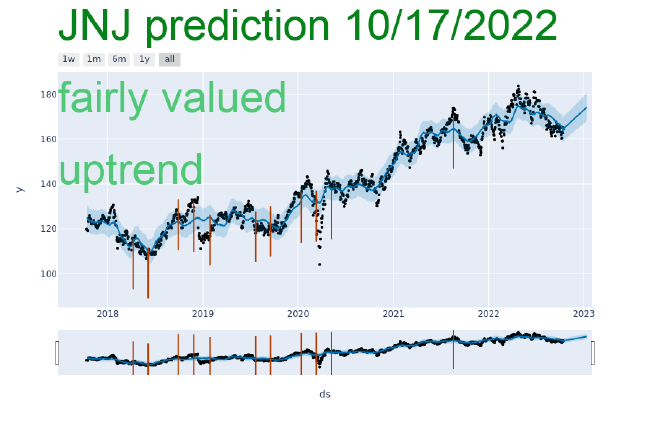 JNJ prediction 10/17/2022
1w 1m 6m 1y all
fairly valued
uptrend
180
160
140
120
100
y
2018 2019 2020 2021 2022 2023
ds